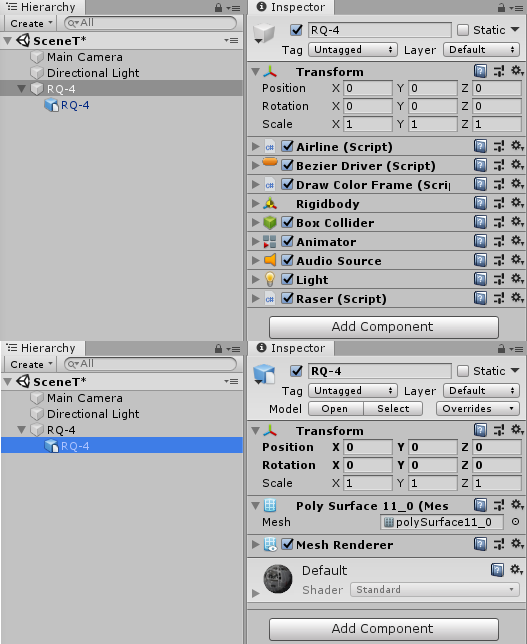 Hierarchy
Create
All
SceneT*
Main Camera
Directional Light
RQ-4
RQ-4
Inspector
RQ-4 Static
Tag Untagged Layer Default
Transform
Position X 0 Y 0 Z 0
Rotation X 0 Y 0 Z 0
Scale X 1 Y 1 Z 1
Airline (Script)
Bezier Driver (Script)
Draw Color Frame (Scrip
Rigidbody
Box Collider
Animator
Audio Source
Light
Raser (Script)
Add Component
Hierarchy
Create
All
SceneT*
Main Camera
Directional Light
RQ-4
RQ-4
Inspector
RQ-4 Static
Tag Untagged Layer Default
Model Open Select Overrides
Transform
Position X 0 Y 0 Z 0
Rotation X 0 Y 0 Z 0
Scale X 1 Y 1 Z 1
Poly Surface 11_0 (Mes
Mesh polySurface11_0
Mesh Renderer
Default
Shader Standard
Add Component